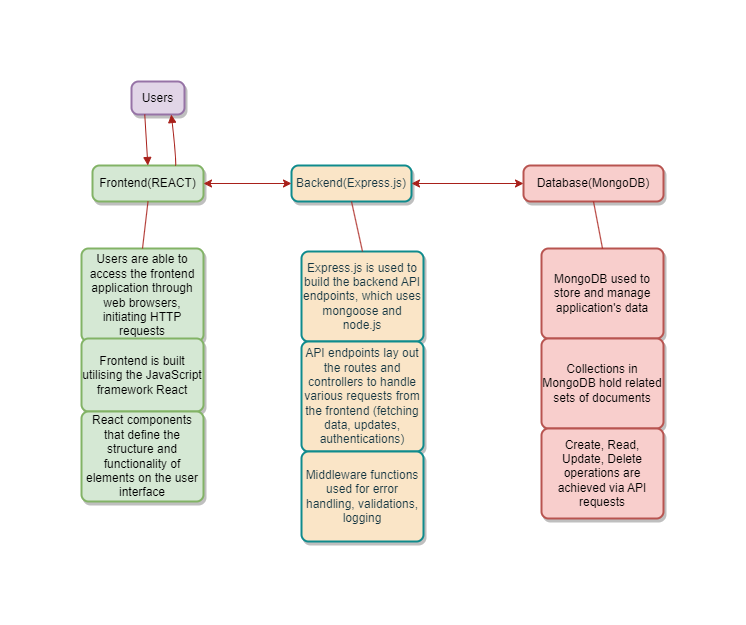 Users
Frontend(REACT)
Backend(Express.js)
Database(MongoDB)
Users are able to
access the frontend
application through
web browsers,
initiating HTTP
requests
Frontend is built
utilising the JavaScript
framework React
React components
that define the
structure and
functionality of
elements on the user
interface
Express.js is used to
build the backend API
endpoints, which uses
mongoose and
node.js
API endpoints lay out
the routes and
controllers to handle
various requests from
the frontend (fetching
data, updates,
authentications)
Middleware functions
used for error
handling, validations,
logging
MongoDB used to
store and manage
application's data
Collections in
MongoDB hold related
sets of documents
Create, Read,
Update, Delete
operations are
achieved via API
requests